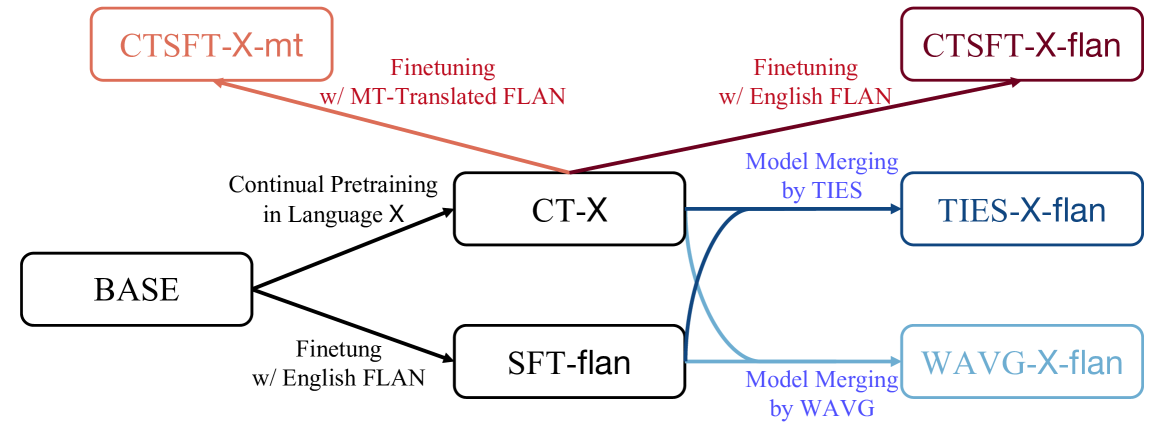 CTSFT-X-mt
CTSFT-X-flan
Finetuning
w/ MT-Translated FLAN
Finetuning
w/ English FLAN
Model Merging
by TIES
Continual Pretraining
in Language X
CT-X
TIES-X-flan
BASE
Finetung
w/ English FLAN
SFT-flan
WAVG-X-flan
Model Merging
by WAVG